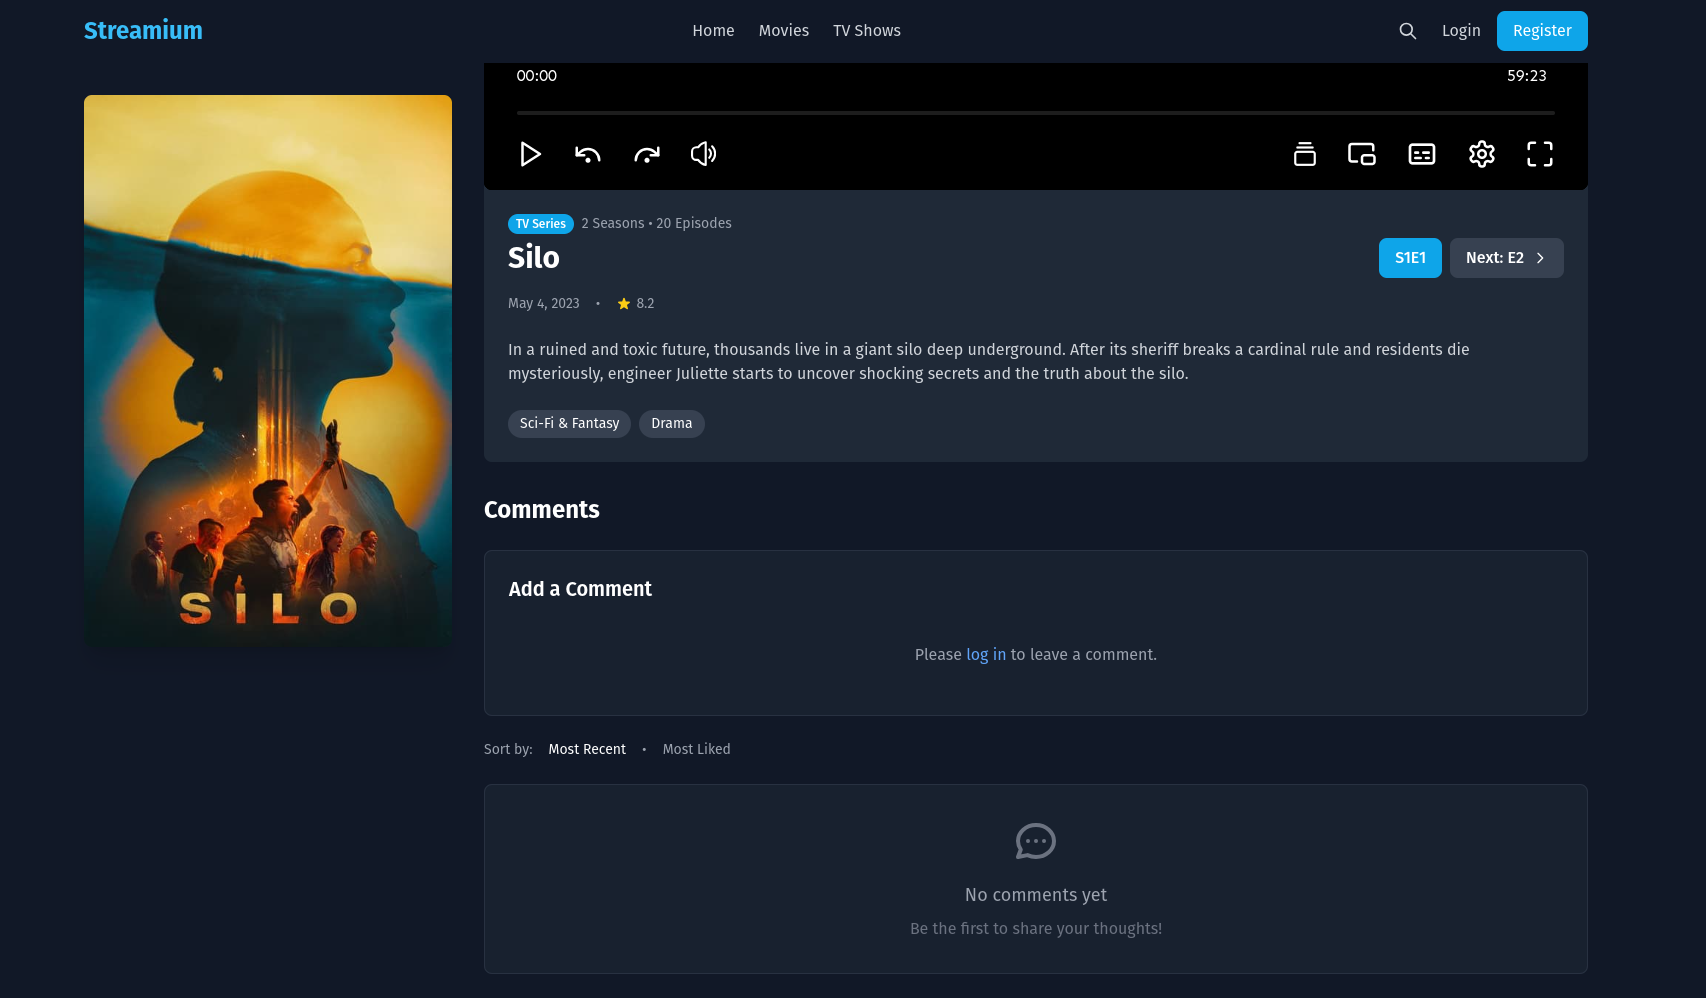 Streamium
Home
Movies
TV Shows
Login
Register
00:00
59:23
TV Series
2 Seasons • 20 Episodes
Silo
S1E1
Next: E2
May 4, 2023
•
8.2
In a ruined and toxic future, thousands live in a giant silo deep underground. After its sheriff breaks a cardinal rule and residents die
mysteriously, engineer Juliette starts to uncover shocking secrets and the truth about the silo.
Sci-Fi & Fantasy
Drama
SILO
Comments
Add a Comment
Please log in to leave a comment.
Sort by:
Most Recent
•
Most Liked
No comments yet
Be the first to share your thoughts!